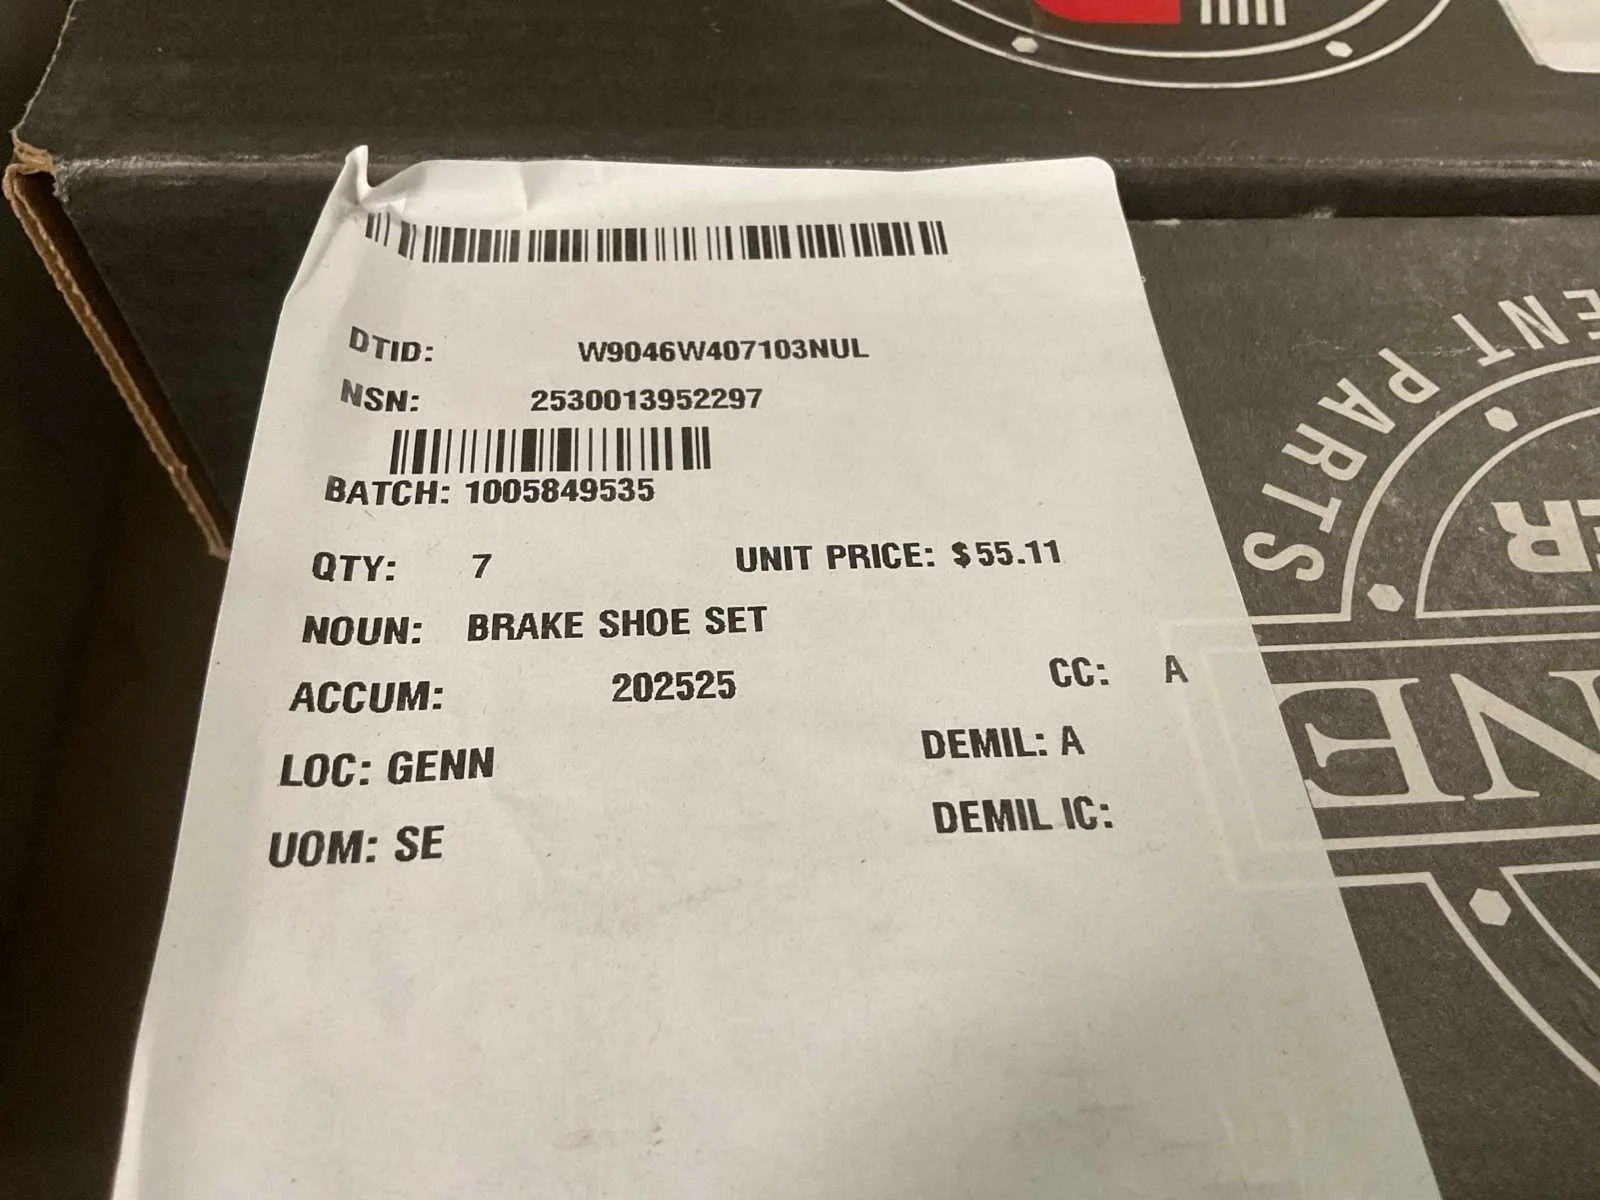 DTID: W9046W407103NUL
NSN: 2530013952297
BATCH: 1005849535
QTY: 7 UNIT PRICE: $55.11
NOUN: BRAKE SHOE SET
ACCUM: 202525 CC: A
LOC: GENN DEMIL: A
UOM: SE DEMIL IC:
PARTS